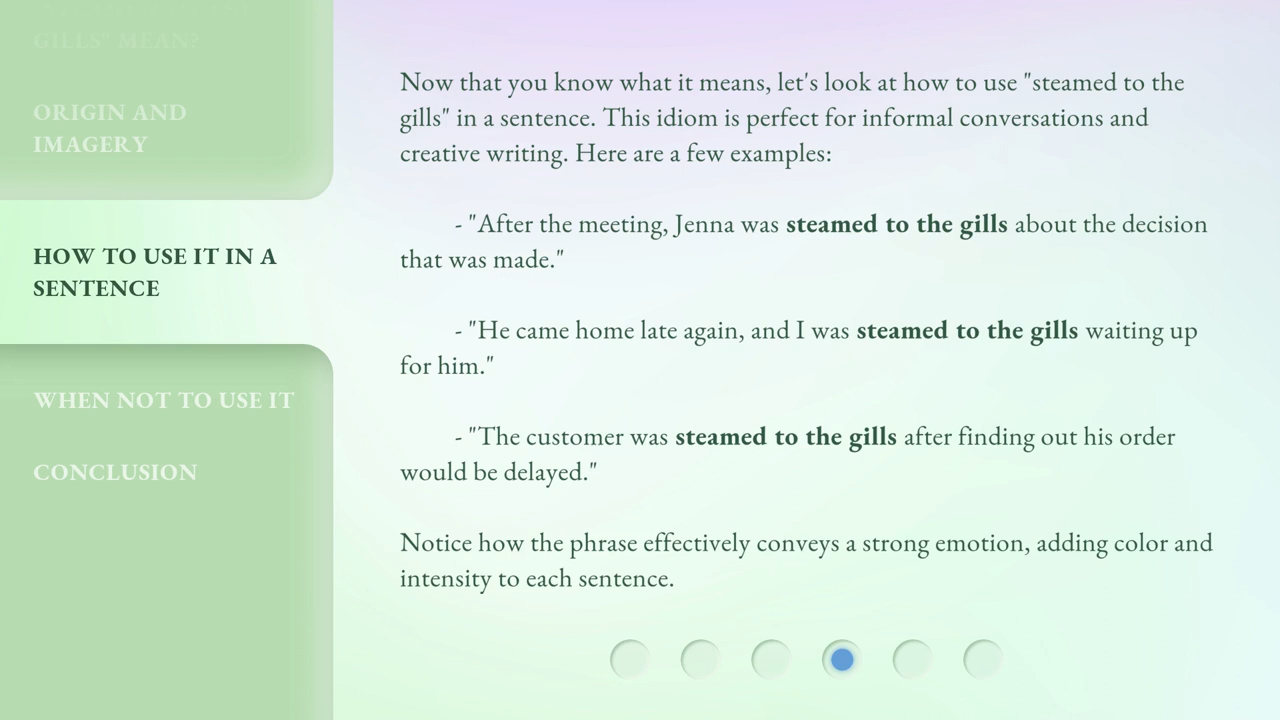 GILLS" MEAN?
ORIGIN AND
IMAGERY
HOW TO USE IT IN A
SENTENCE
WHEN NOT TO USE IT
CONCLUSION
Now that you know what it means, let's look at how to use "steamed to the
gills" in a sentence. This idiom is perfect for informal conversations and
creative writing. Here are a few examples:
- "After the meeting, Jenna was steamed to the gills about the decision
that was made."
- "He came home late again, and I was steamed to the gills waiting up
for him."
- "The customer was steamed to the gills after finding out his order
would be delayed."
Notice how the phrase effectively conveys a strong emotion, adding color and
intensity to each sentence.